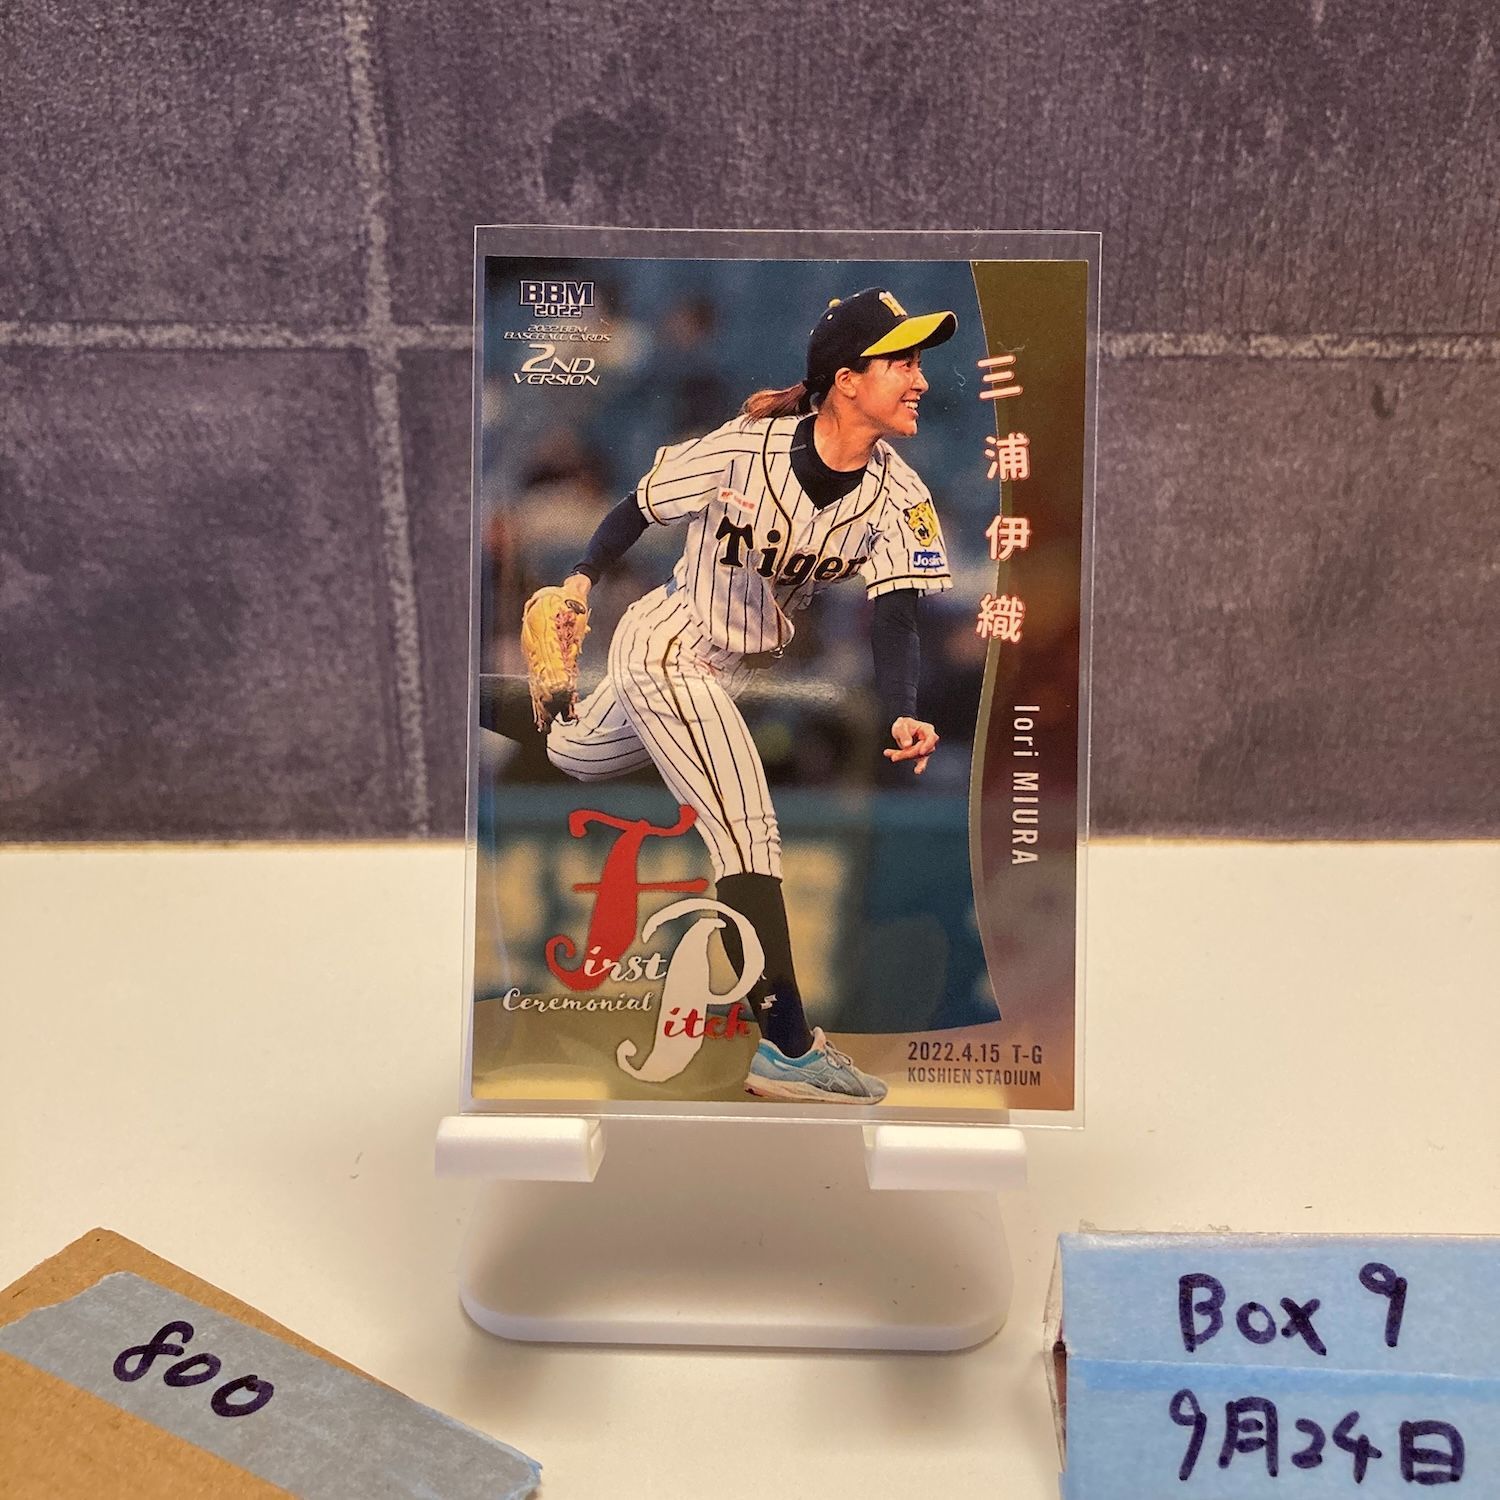 BBM
2022
2022 BBM
BASEBALL CARDS
2ND
VERSION
三浦伊織
Iori MIURA
Tigers
Joshin
First
Ceremonial
Pitch
2022.4.15 T-G
KOSHIEN STADIUM
800
Box 9
9月24日